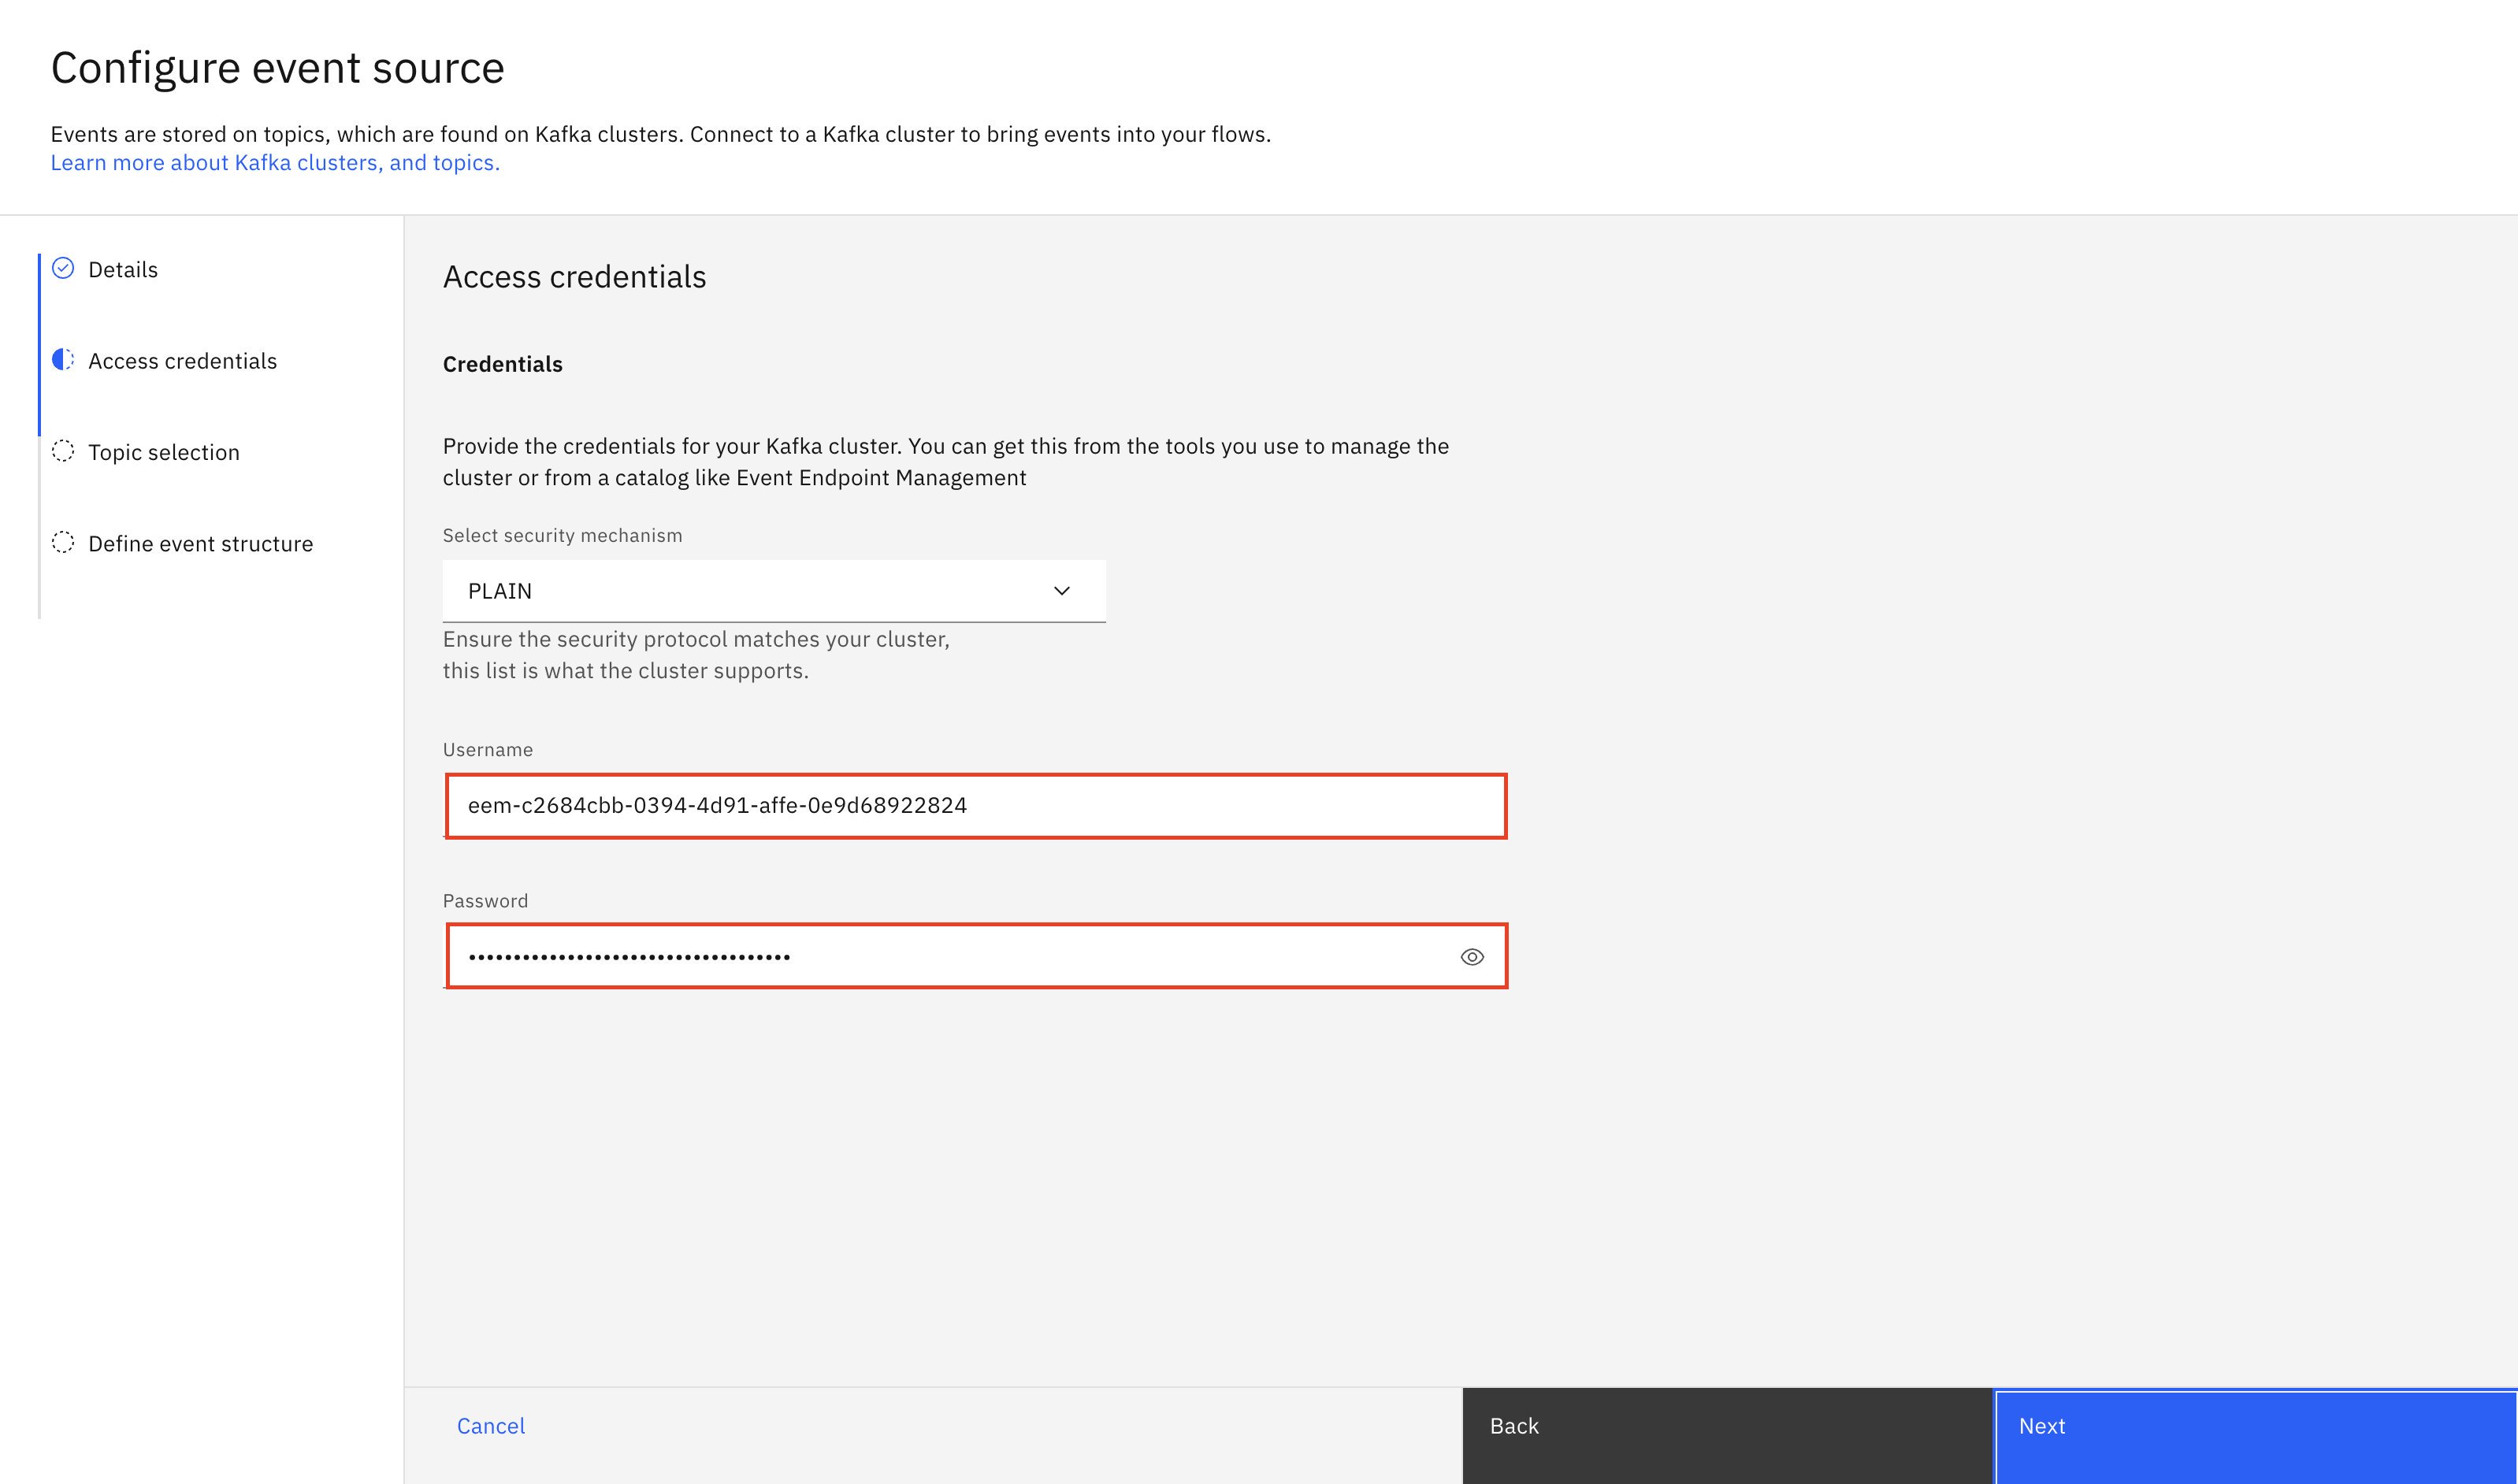 Configure event source
Events are stored on topics, which are found on Kafka clusters. Connect to a Kafka cluster to bring events into your flows.
Learn more about Kafka clusters, and topics.
Details
Access credentials
Topic selection
Define event structure
Access credentials
Credentials
Provide the credentials for your Kafka cluster. You can get this from the tools you use to manage the
cluster or from a catalog like Event Endpoint Management
Select security mechanism
PLAIN
Ensure the security protocol matches your cluster,
this list is what the cluster supports.
Username
eem-c2684cbb-0394-4d91-affe-0e9d68922824
Password
••••••••••••••••••••••••••••••••••••
Cancel
Back
Next